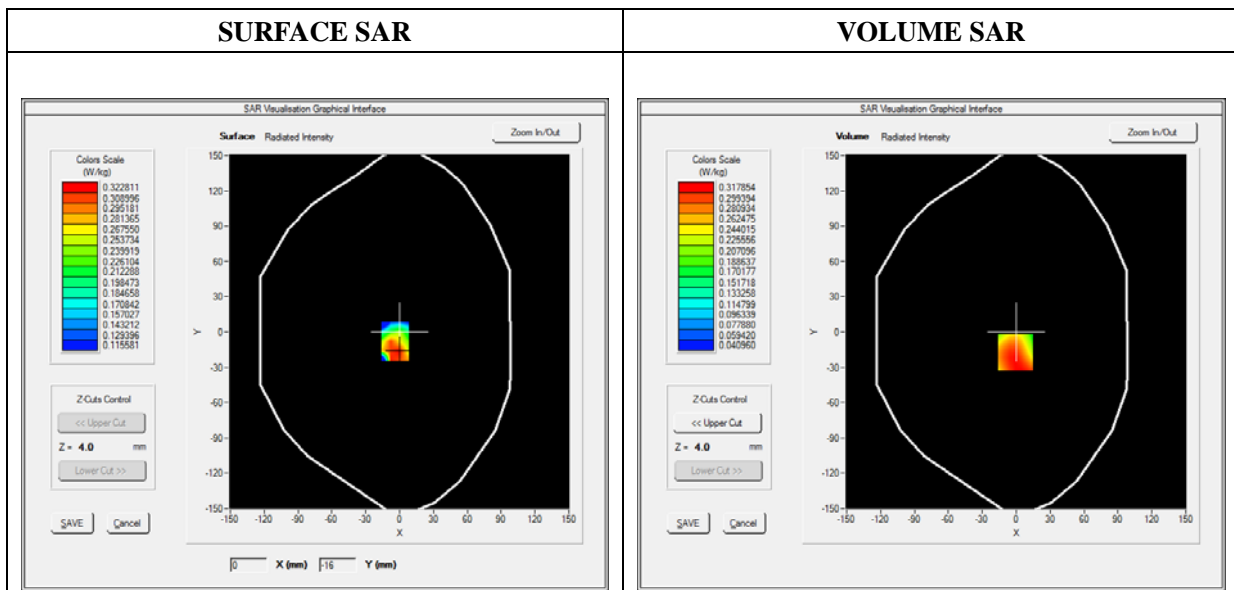 SURFACE SAR
VOLUME SAR
SAR Visualisation Graphical Interface
Surface Radiated Intensity
Zoom In/Out
Colors Scale
(W/kg)
0.322811
0.308996
0.295181
0.281365
0.267550
0.253734
0.239919
0.226104
0.212288
0.198473
0.184658
0.170842
0.157027
0.143212
0.129396
0.115581
Z-Cuts Control
<< Upper Cut
Z = 4.0 mm
Lower Cut >>
SAVE Cancel
150
120
90
60
30
0
-30
-60
-90
-120
-150
Y
-150 -120 -90 -60 -30 0 30 60 90 120 150
X
0 X (mm) -16 Y (mm)
SAR Visualisation Graphical Interface
Volume Radiated Intensity
Zoom In/Out
Colors Scale
(W/kg)
0.317854
0.299394
0.280934
0.262475
0.244015
0.225556
0.207096
0.188637
0.170177
0.151718
0.133258
0.114799
0.096339
0.077880
0.059420
0.040960
Z-Cuts Control
<< Upper Cut
Z = 4.0 mm
Lower Cut >>
SAVE Cancel
150
120
90
60
30
0
-30
-60
-90
-120
-150
Y
-150 -120 -90 -60 -30 0 30 60 90 120 150
X